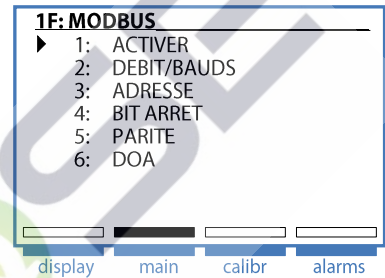 1F: MODBUS
1: ACTIVER
2: DEBIT/BAUDS
3: ADRESSE
4: BIT ARRET
5: PARITE
6: DOA
display main calibr alarms